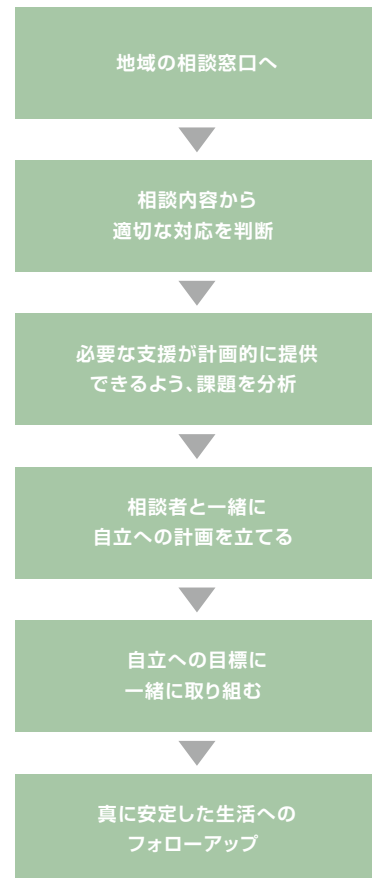 地域の相談窓口へ
相談内容から
適切な対応を判断
必要な支援が計画的に提供
できるよう、課題を分析
相談者と一緒に
自立への計画を立てる
自立への目標に
一緒に取り組む
真に安定した生活への
フォローアップ